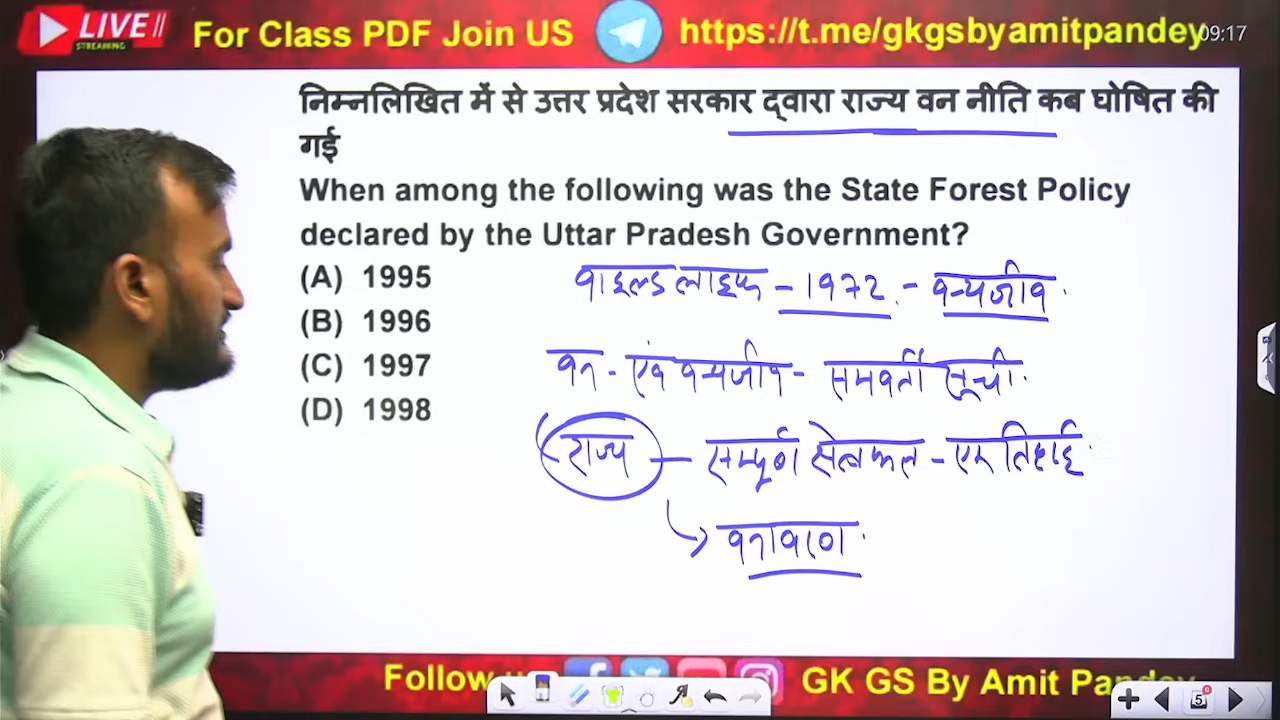 LIVE
STREAMING
For Class PDF Join US
https://t.me/gkgsbyamitpandey
09:17
निम्नलिखित में से उत्तर प्रदेश सरकार द्वारा राज्य वन नीति कब घोषित की
गई
When among the following was the State Forest Policy
declared by the Uttar Pradesh Government?
(A) 1995
(B) 1996
(C) 1997
(D) 1998
वाइल्ड लाइफ - 1972 - वन्यजीव
वन - एवं वन्यजीव - समवर्ती सूची
राज्य - सम्पूर्ण क्षेत्रफल - एक तिहाई
वनावरण
Follow
GK GS By Amit Pandey
5